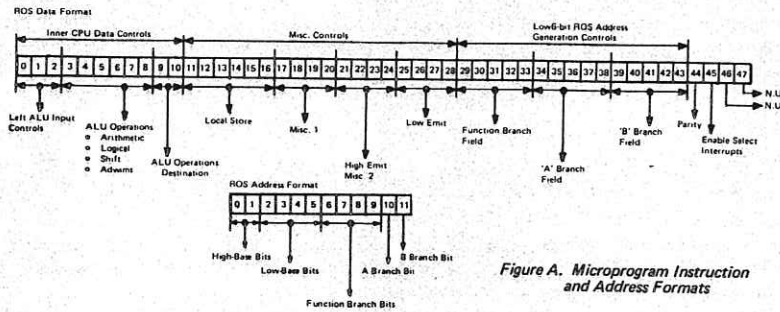 ROS Data Format
Inner CPU Data Controls
Misc. Controls
Low6-bit ROS Address
Generation Controls
0 1 2 3 4 5 6 7 8 9 10 11 12 13 14 15 16 17 18 19 20 21 22 23 24 25 26 27 28 29 30 31 32 33 34 35 36 37 38 39 40 41 42 43 44 45 46 47
N.U.
N.U.
Left ALU Input
Controls
ALU Operations
Arithmetic
Logical
Shift
ALU Operations
Destination
Local Store
Misc. 1
High Emit
Misc. 2
Low Emit
Function Branch
Field
'A' Branch
Field
'B' Branch
Field
Parity
Enable Select
Interrupts
ROS Address Format
0 1 2 3 4 5 6 7 8 9 10 11
High-Base Bits
Low-Base Bits
Function Branch Bits
A Branch Bit
B Branch Bit
Figure A. Microprogram Instruction
and Address Formats